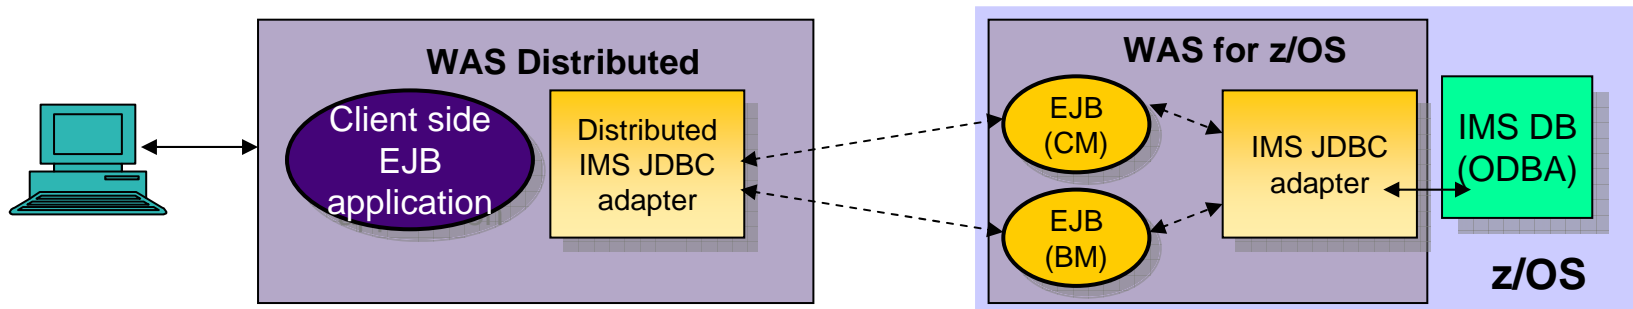 WAS Distributed
Client side
EJB
application
Distributed
IMS JDBC
adapter
WAS for z/OS
EJB
(CM)
EJB
(BM)
IMS JDBC
adapter
IMS DB
(ODBA)
z/OS